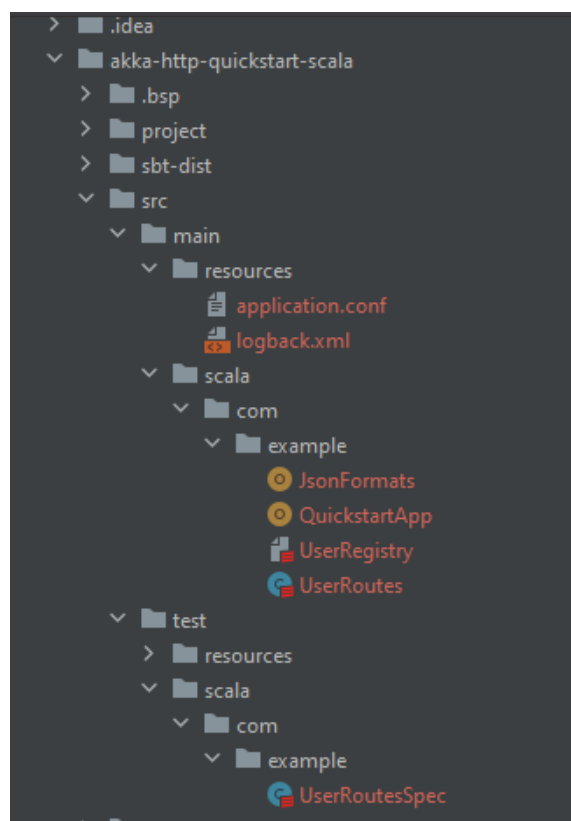 .idea
akka-http-quickstart-scala
.bsp
project
sbt-dist
src
main
resources
application.conf
logback.xml
scala
com
example
JsonFormats
QuickstartApp
UserRegistry
UserRoutes
test
resources
scala
com
example
UserRoutesSpec